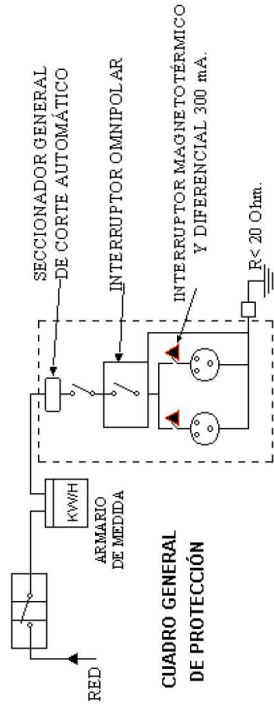 RED
KW/H
ARMARIO
DE MEDIDA
CUADRO GENERAL
DE PROTECCIÓN
SECCIONADOR GENERAL
DE CORTE AUTOMÁTICO
INTERRUPTOR OMNIPOLAR
INTERRUPTOR MAGNETOTÉRMICO
Y DIFERENCIAL 300 mA.
R< 20 Ohm.